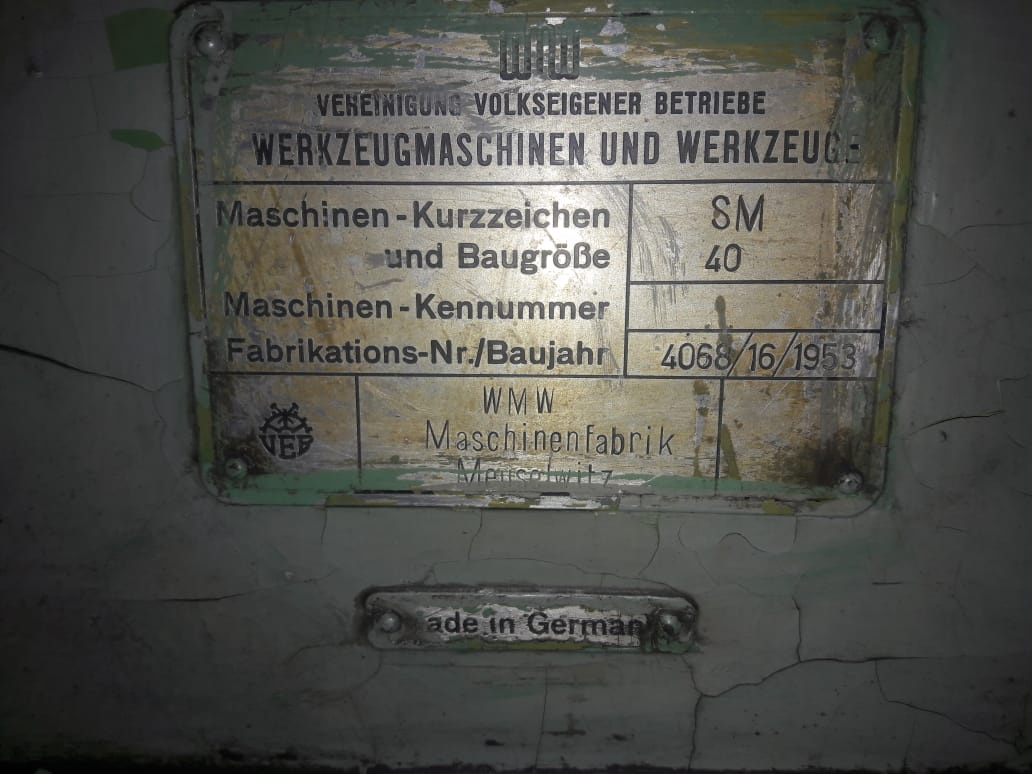 WMW
VEREINIGUNG VOLKSEIGENER BETRIEBE
WERKZEUGMASCHINEN UND WERKZEUGE
Maschinen-Kurzzeichen SM
und Baugröße 40
Maschinen-Kennummer
Fabrikations-Nr./Baujahr 4068/16/1953
WMW
VEB Maschinenfabrik
Meuselwitz
ade in German